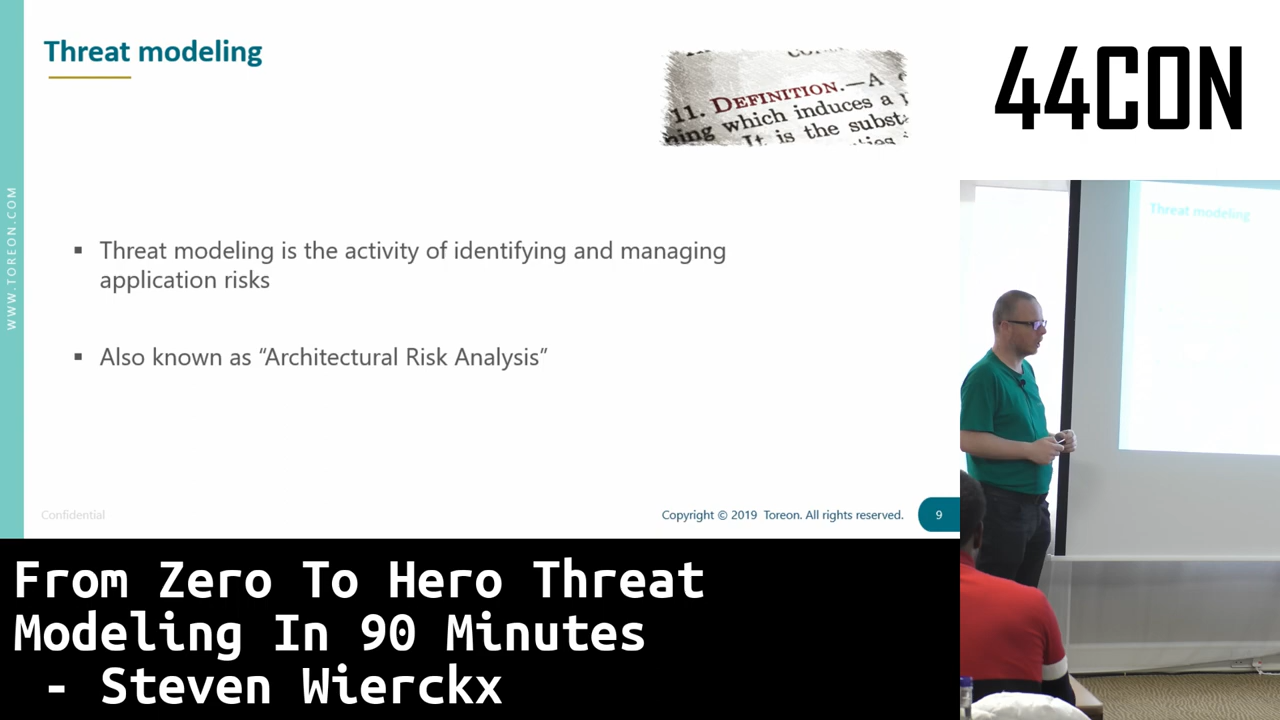 Threat modeling
11. DEFINITION.—A
which induces a
It is the
44CON
WWW.TOREON.COM
Threat modeling
▪ Threat modeling is the activity of identifying and managing
application risks
▪ Also known as “Architectural Risk Analysis”
Confidential
Copyright © 2019 Toreon. All rights reserved.
9
From Zero To Hero Threat
Modeling In 90 Minutes
- Steven Wierckx